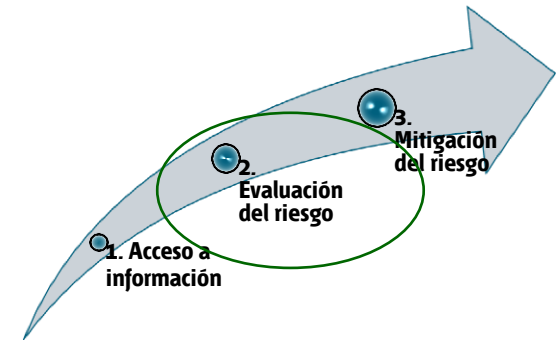 3.
Mitigación
del riesgo
2.
Evaluación
del riesgo
1. Acceso a
información